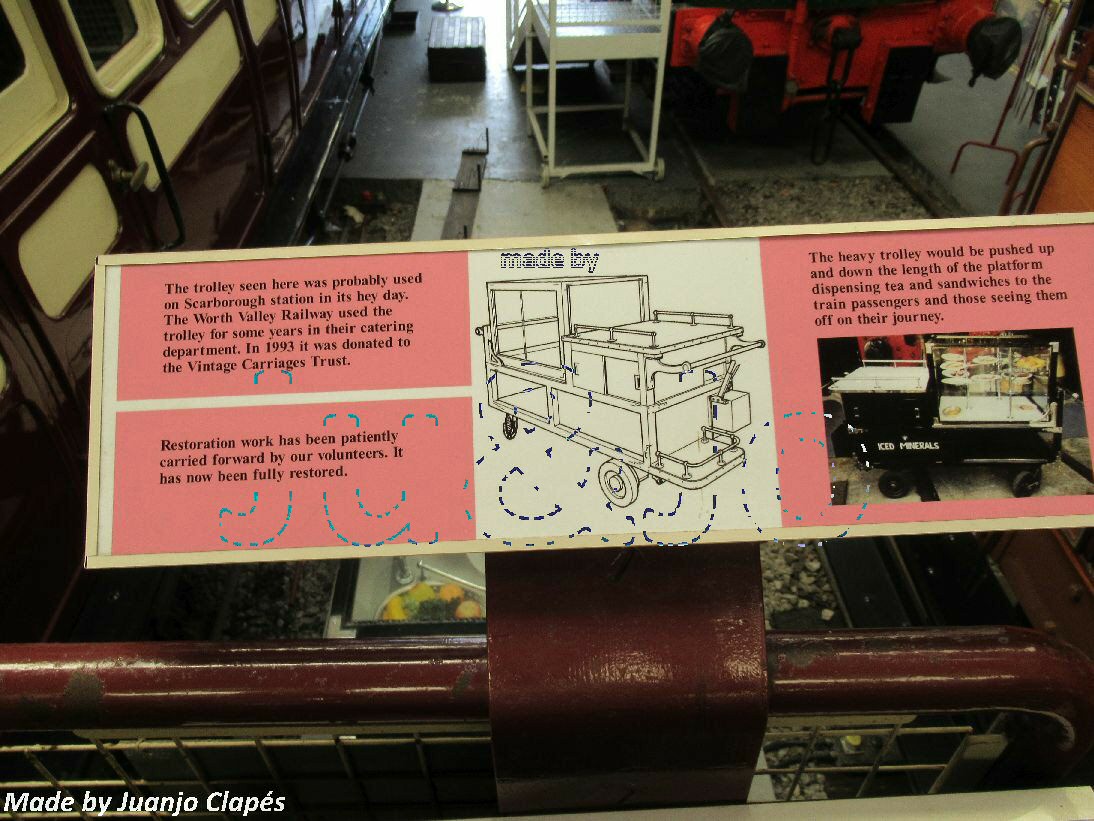 The trolley seen here was probably used
on Scarborough station in its hey day.
The Worth Valley Railway used the
trolley for some years in their catering
department. In 1993 it was donated to
the Vintage Carriages Trust.
Restoration work has been patiently
carried forward by our volunteers. It
has now been fully restored.
made by
juanjo
The heavy trolley would be pushed up
and down the length of the platform
dispensing tea and sandwiches to the
train passengers and those seeing them
off on their journey.
ICED MINERALS
Made by Juanjo Clapés